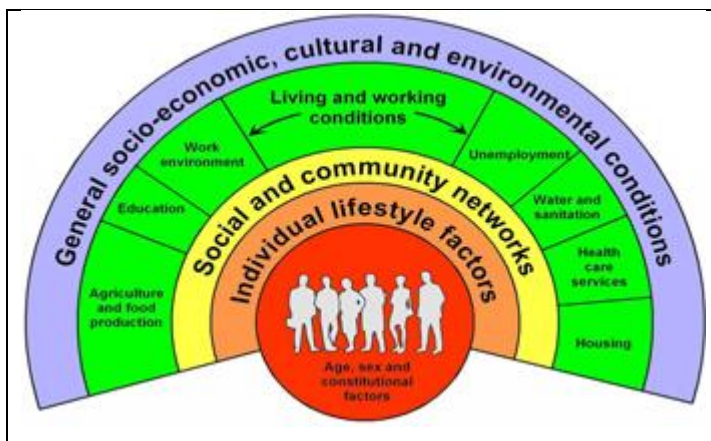 General socio-economic, cultural and environmental conditions
Living and working
conditions
Work
environment
Unemployment
Education
Water and
sanitation
Agriculture
and food
production
Health
care
services
Housing
Social and community networks
Individual lifestyle factors
Age, sex and
constitutional
factors